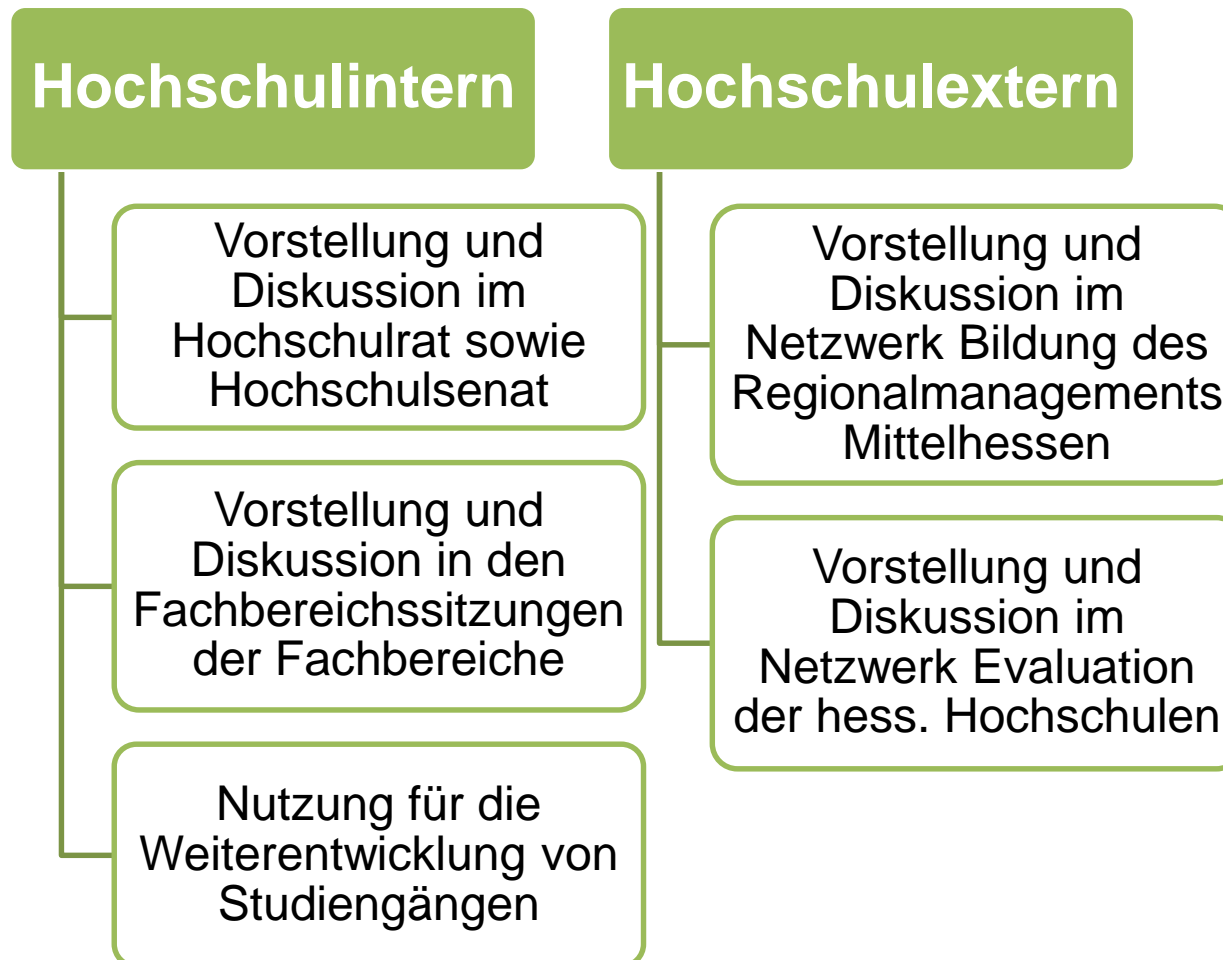 Hochschulintern
Vorstellung und
Diskussion im
Hochschulrat sowie
Hochschulsenat
Vorstellung und
Diskussion in den
Fachbereichssitzungen
der Fachbereiche
Nutzung für die
Weiterentwicklung von
Studiengängen
Hochschulextern
Vorstellung und
Diskussion im
Netzwerk Bildung des
Regionalmanagements
Mittelhessen
Vorstellung und
Diskussion im
Netzwerk Evaluation
der hess. Hochschulen